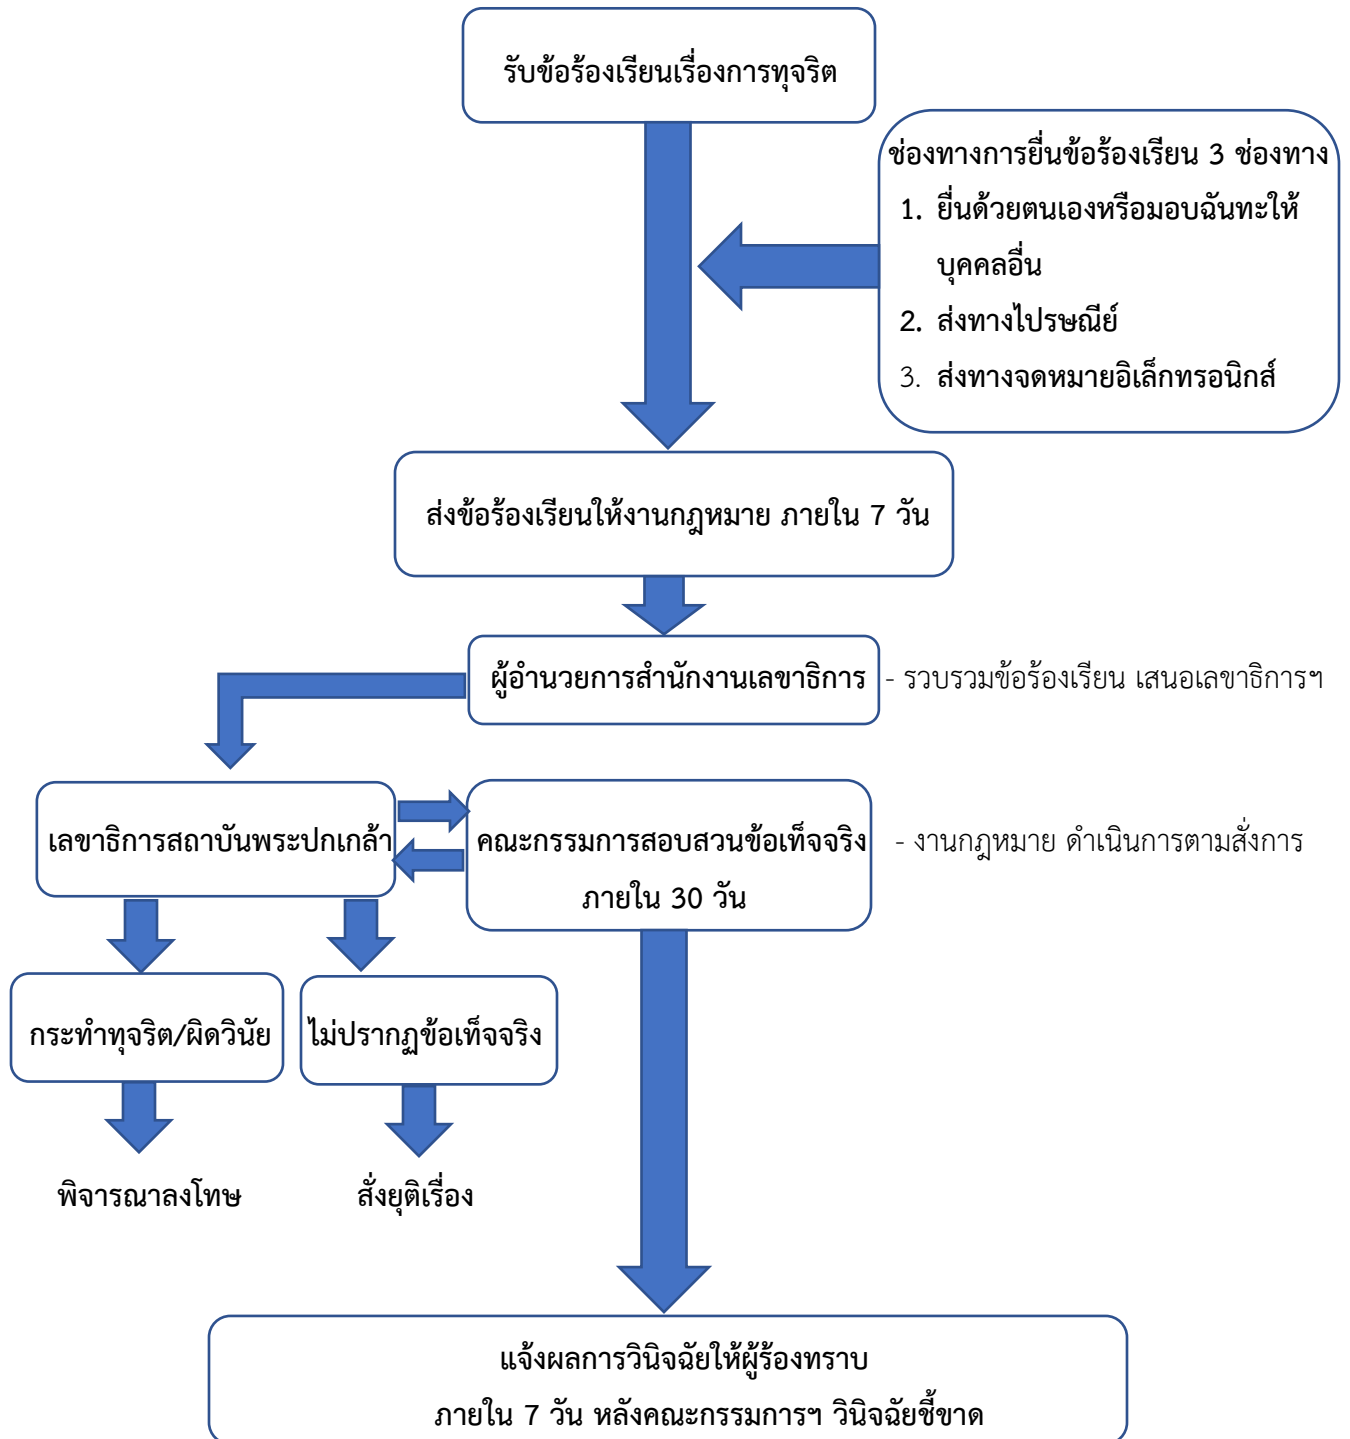 รับข้อร้องเรียนเรื่องการทุจริต
ช่องทางการยื่นข้อร้องเรียน 3 ช่องทาง
1. ยื่นด้วยตนเองหรือมอบฉันทะให้
บุคคลอื่น
2. ส่งทางไปรษณีย์
3. ส่งทางจดหมายอิเล็กทรอนิกส์
ส่งข้อร้องเรียนให้งานกฎหมาย ภายใน 7 วัน
ผู้อำนวยการสำนักงานเลขาธิการ
- รวบรวมข้อร้องเรียน เสนอเลขาธิการฯ
เลขาธิการสถาบันพระปกเกล้า
คณะกรรมการสอบสวนข้อเท็จจริง
ภายใน 30 วัน
- งานกฎหมาย ดำเนินการตามสั่งการ
กระทำทุจริต/ผิดวินัย
ไม่ปรากฏข้อเท็จจริง
พิจารณาลงโทษ
สั่งยุติเรื่อง
แจ้งผลการวินิจฉัยให้ผู้ร้องทราบ
ภายใน 7 วัน หลังคณะกรรมการฯ วินิจฉัยชี้ขาด